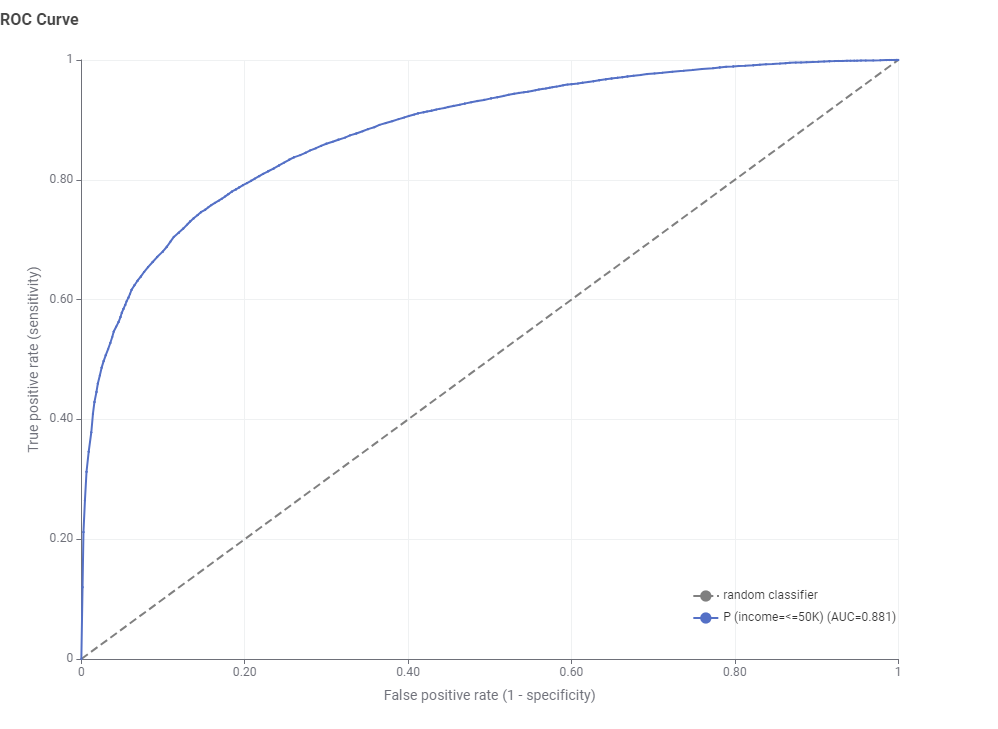 ROC Curve
1
0.80
0.60
0.40
0.20
0
True positive rate (sensitivity)
random classifier
P (income=<=50K) (AUC=0.881)
0 0.20 0.40 0.60 0.80 1
False positive rate (1 - specificity)